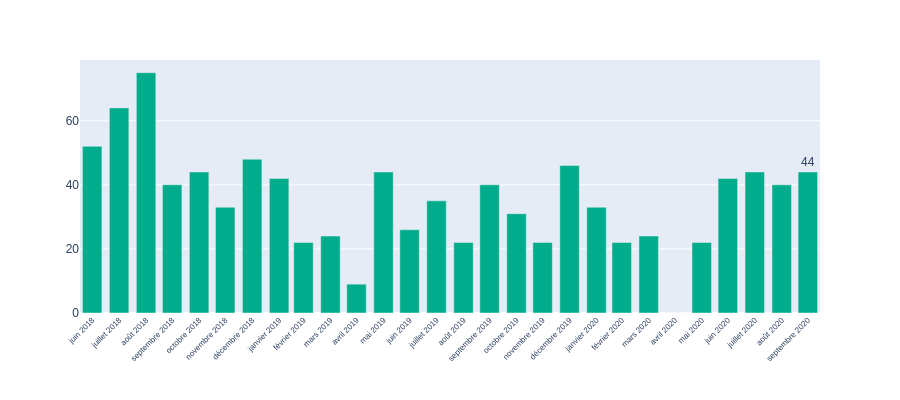 60
40
20
0
44
juin 2018
juillet 2018
août 2018
septembre 2018
octobre 2018
novembre 2018
décembre 2018
janvier 2019
février 2019
mars 2019
avril 2019
mai 2019
juin 2019
juillet 2019
août 2019
septembre 2019
octobre 2019
novembre 2019
décembre 2019
janvier 2020
février 2020
mars 2020
avril 2020
mai 2020
juin 2020
juillet 2020
août 2020
septembre 2020